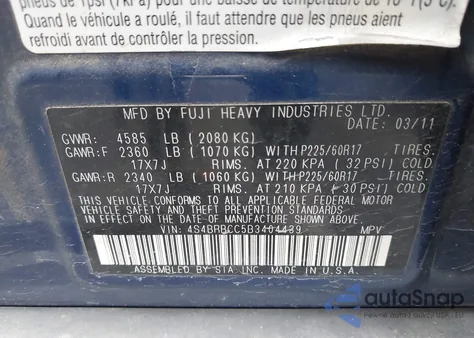 pneus de 1psi (7kPa) pour une baisse de température de 10°F(5°C).
Quand le véhicule a roulé, il faut attendre que les pneus aient
refroidi avant de contrôler la pression.
MFD BY FUJI HEAVY INDUSTRIES LTD.
DATE: 03/11
GVWR: 4585 LB (2080 KG)
GAWR:F 2360 LB (1070 KG) WITH P225/60R17 TIRES.
17X7J RIMS. AT 220 KPA (32 PSI) COLD
GAWR:R 2340 LB (1060 KG) WITH P225/60R17 TIRES.
17X7J RIMS. AT 210 KPA (30 PSI) COLD
THIS VEHICLE CONFORMS TO ALL APPLICABLE FEDERAL MOTOR
VEHICLE SAFETY, BUMPER, AND THEFT PREVENTION STANDARDS
IN EFFECT ON THE DATE OF MANUFACTURE SHOWN ABOVE.
VIN: 4S4BRBCC5B3404439 MPV
ASSEMBLED BY SIA INC. MADE IN U.S.A.
autoSnap